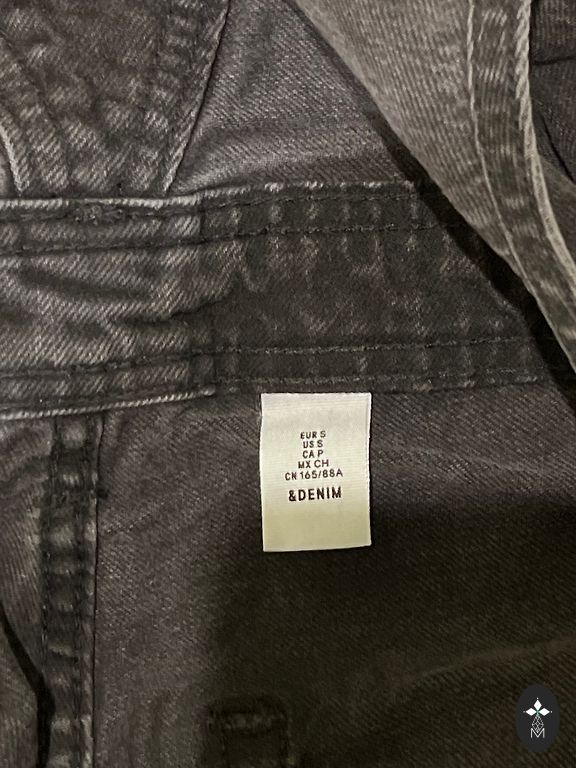 EUR S
US S
CA P
MX CH
CN 165/88A
&DENIM
M